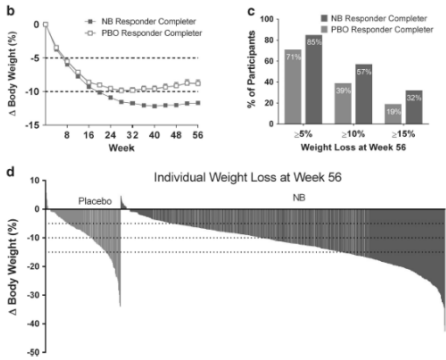 b
NB Responder Completer
PBO Responder Completer
0
-5
-10
-15
Δ Body Weight (%)
8 16 24 32 40 48 56
Week
c
NB Responder Completer
PBO Responder Completer
100
80
60
40
20
0
% of Participants
71% 85% 39% 57% 19% 32%
≥5% ≥10% ≥15%
Weight Loss at Week 56
d
Individual Weight Loss at Week 56
Placebo NB
10
0
-10
-20
-30
-40
-50
Δ Body Weight (%)